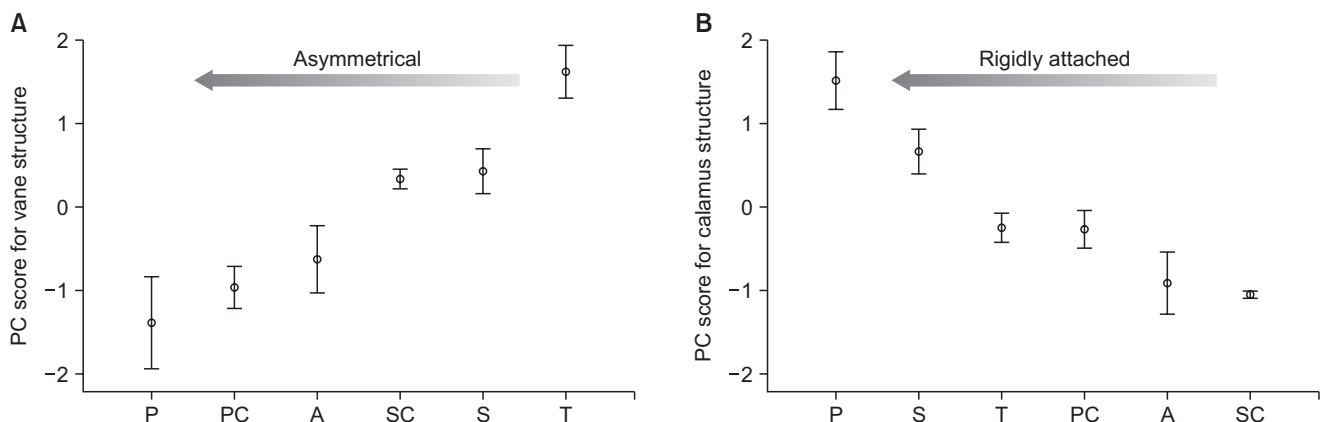 A
PC score for vane structure
2
1
0
−1
−2
Asymmetrical
P PC A SC S T
B
PC score for calamus structure
2
1
0
−1
−2
Rigidly attached
P S T PC A SC